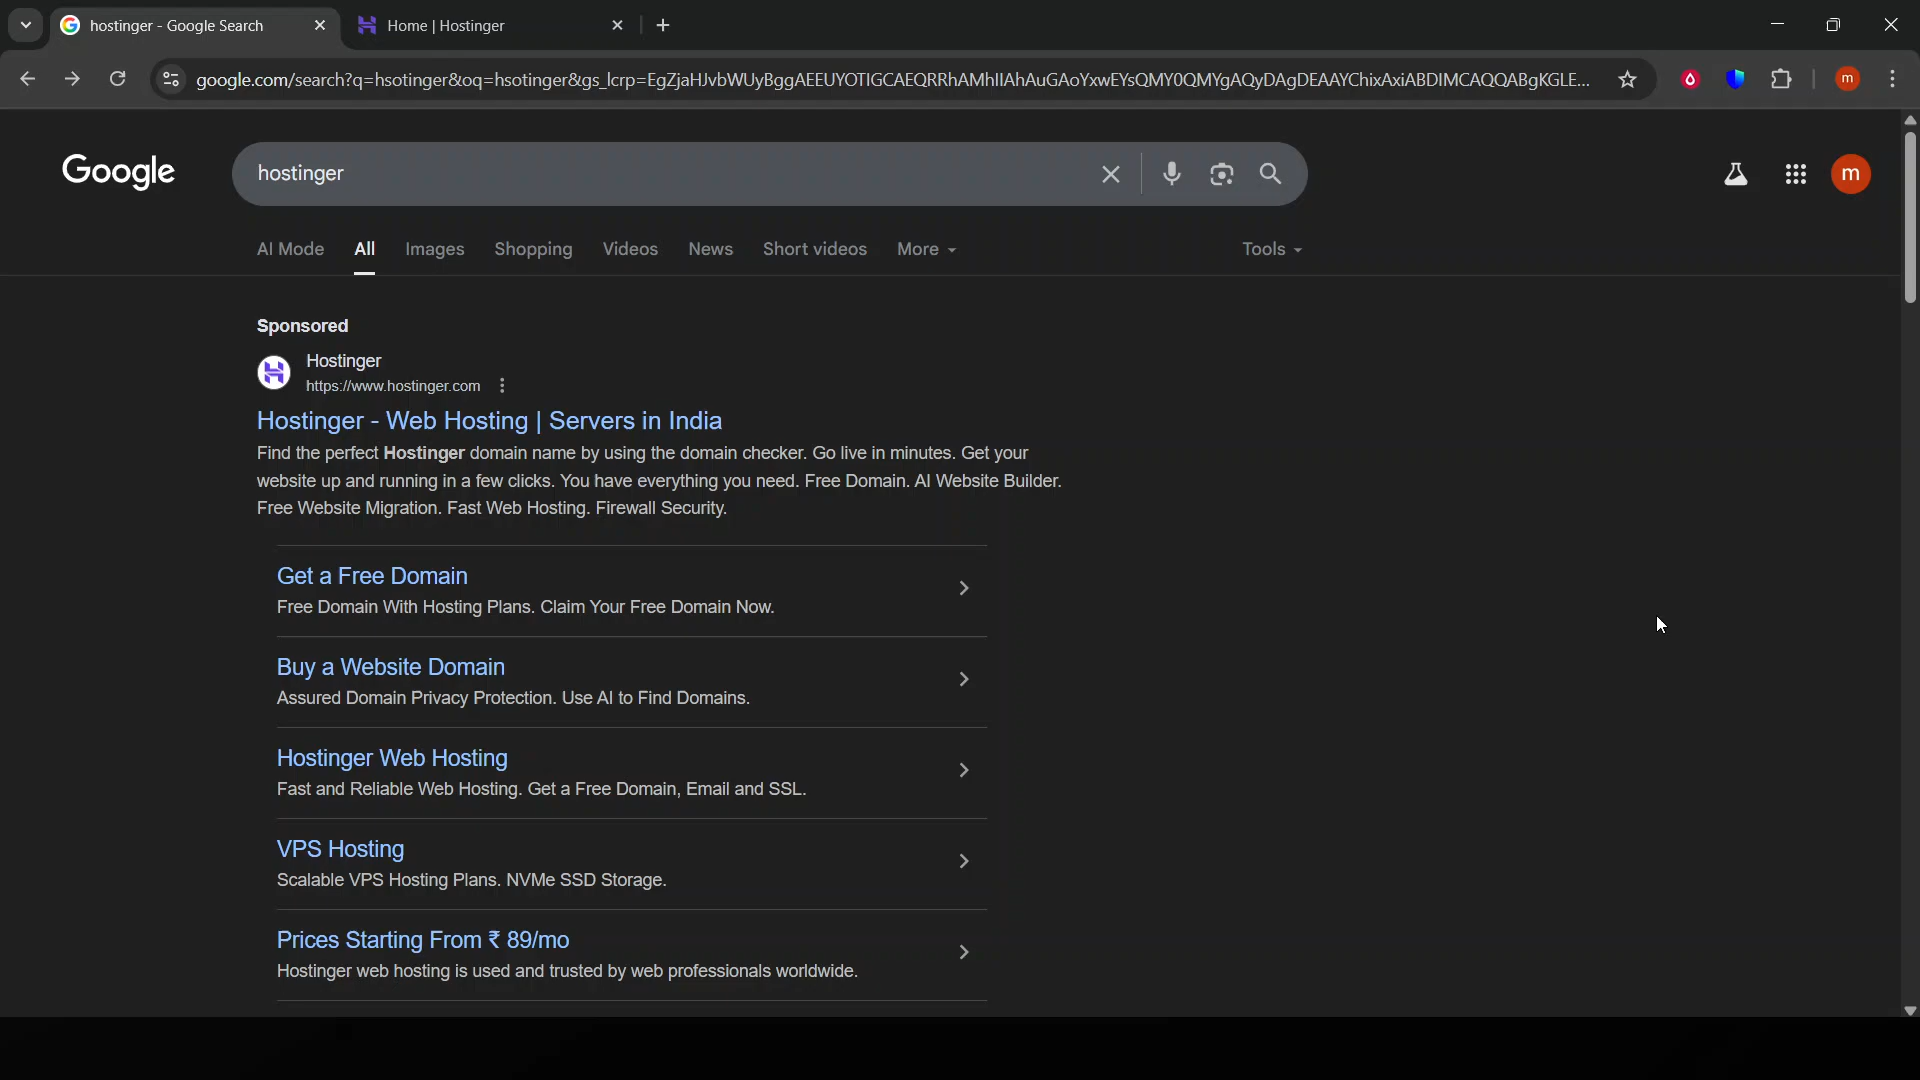 hostinger - Google Search
Home | Hostinger
google.com/search?q=hsotinger&oq=hsotinger&gs_lcrp=EgZjaHJvbWUyBggAEEUYOTIGCAEQRRhAMhIIAhAuGAoYxwEYsQMY0QMYgAQyDAgDEAAYChixAxiABDIMCAQQABgKGLE...
m
Google
hostinger
m
AI Mode
All
Images
Shopping
Videos
News
Short videos
More
Tools
Sponsored
Hostinger
https://www.hostinger.com
Hostinger - Web Hosting | Servers in India
Find the perfect Hostinger domain name by using the domain checker. Go live in minutes. Get your
website up and running in a few clicks. You have everything you need. Free Domain. AI Website Builder.
Free Website Migration. Fast Web Hosting. Firewall Security.
Get a Free Domain
Free Domain With Hosting Plans. Claim Your Free Domain Now.
Buy a Website Domain
Assured Domain Privacy Protection. Use AI to Find Domains.
Hostinger Web Hosting
Fast and Reliable Web Hosting. Get a Free Domain, Email and SSL.
VPS Hosting
Scalable VPS Hosting Plans. NVMe SSD Storage.
Prices Starting From ₹ 89/mo
Hostinger web hosting is used and trusted by web professionals worldwide.